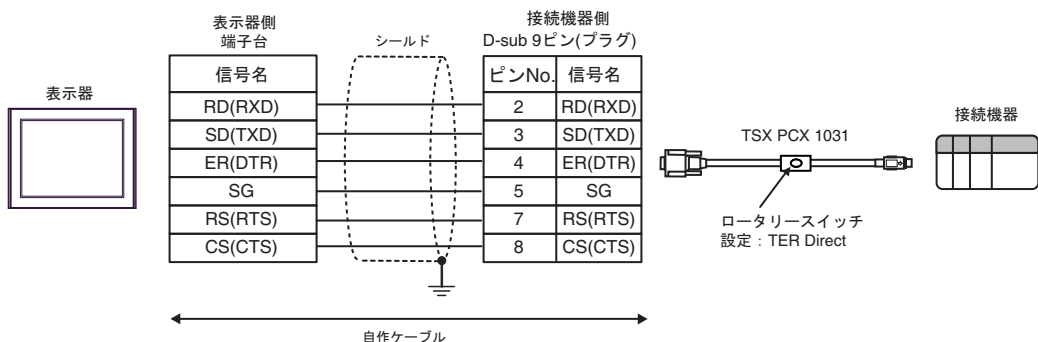 表示器
表示器側
端子台
信号名
RD(RXD)
SD(TXD)
ER(DTR)
SG
RS(RTS)
CS(CTS)
シールド
接続機器側
D-sub 9ピン(プラグ)
ピンNo. 信号名
2 RD(RXD)
3 SD(TXD)
4 ER(DTR)
5 SG
7 RS(RTS)
8 CS(CTS)
自作ケーブル
TSX PCX 1031
ロータリースイッチ
設定：TER Direct
接続機器